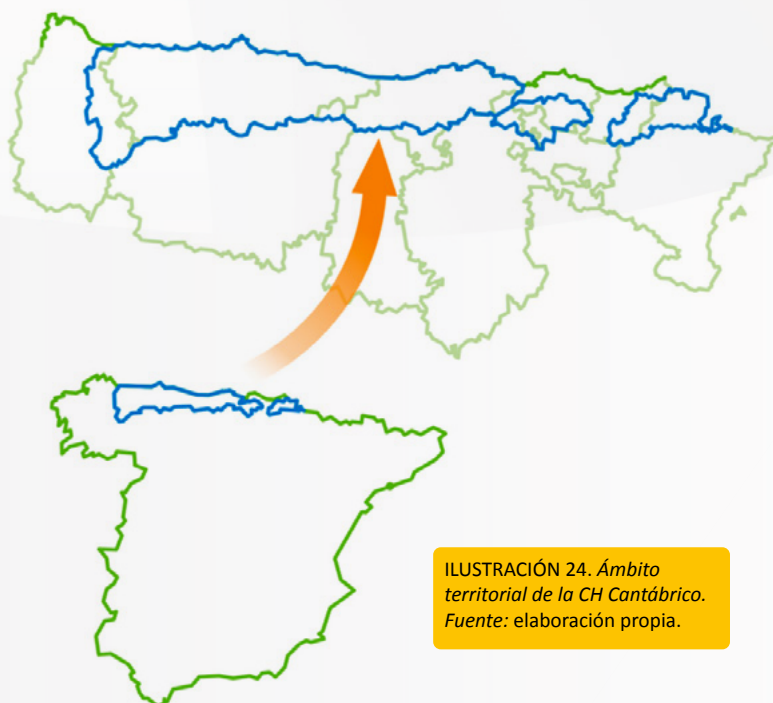 ILUSTRACIÓN 24. Ámbito
territorial de la CH Cantábrico.
Fuente: elaboración propia.